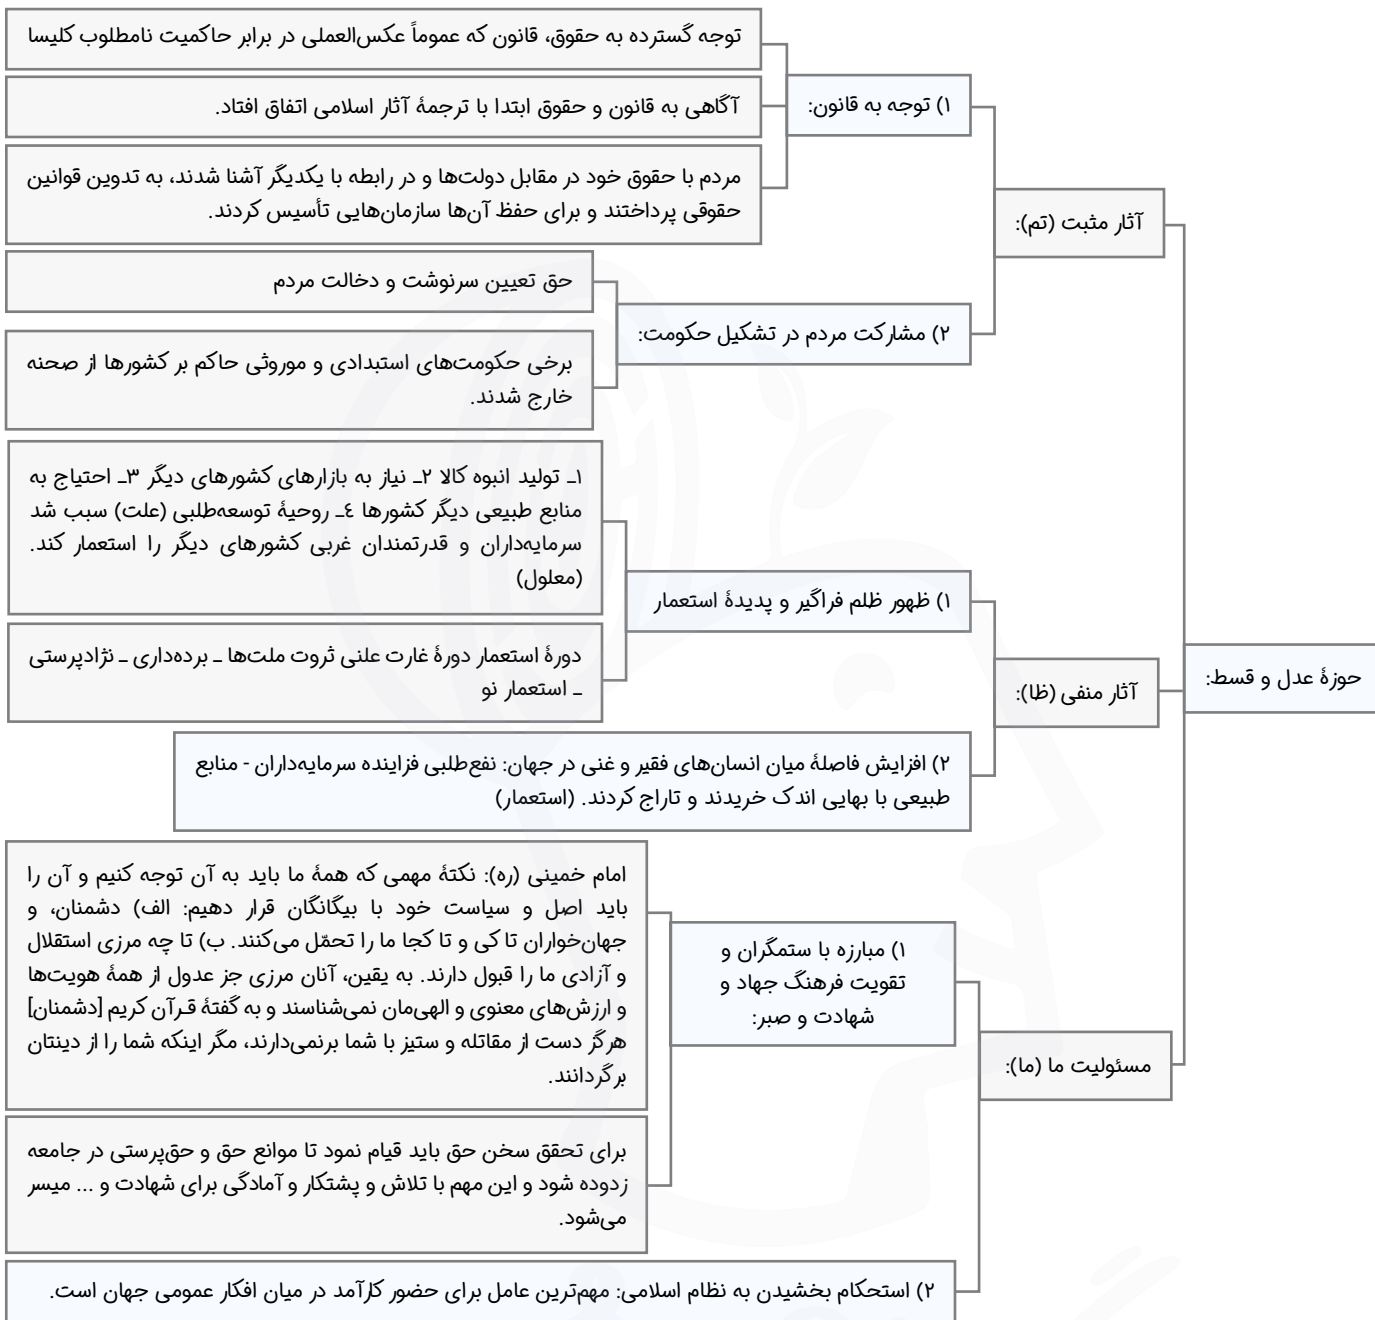 حوزهٔ عدل و قسط:
آثار مثبت (تم):
۱) توجه به قانون:
توجه گسترده به حقوق، قانون که عموماً عکس‌العملی در برابر حاکمیت نامطلوب کلیسا
آگاهی به قانون و حقوق ابتدا با ترجمهٔ آثار اسلامی اتفاق افتاد.
مردم با حقوق خود در مقابل دولت‌ها و در رابطه با یکدیگر آشنا شدند، به تدوین قوانین
حقوقی پرداختند و برای حفظ آن‌ها سازمان‌هایی تأسیس کردند.
۲) مشارکت مردم در تشکیل حکومت:
حق تعیین سرنوشت و دخالت مردم
برخی حکومت‌های استبدادی و موروثی حاکم بر کشورها از صحنه
خارج شدند.
آثار منفی (ظا):
۱) ظهور ظلم فراگیر و پدیدهٔ استعمار
۱ـ تولید انبوه کالا ۲ـ نیاز به بازارهای کشورهای دیگر ۳ـ احتیاج به
منابع طبیعی دیگر کشورها ٤ـ روحیهٔ توسعه‌طلبی (علت) سبب شد
سرمایه‌داران و قدرتمندان غربی کشورهای دیگر را استعمار کند.
(معلول)
دورهٔ استعمار دورهٔ غارت علنی ثروت ملت‌ها ـ برده‌داری ـ نژادپرستی
ـ استعمار نو
۲) افزایش فاصلهٔ میان انسان‌های فقیر و غنی در جهان: نفع‌طلبی فزاینده سرمایه‌داران - منابع
طبیعی با بهایی اندک خریدند و تاراج کردند. (استعمار)
مسئولیت ما (ما):
۱) مبارزه با ستمگران و
تقویت فرهنگ جهاد و
شهادت و صبر:
امام خمینی (ره): نکتهٔ مهمی که همهٔ ما باید به آن توجه کنیم و آن را
باید اصل و سیاست خود با بیگانگان قرار دهیم: الف) دشمنان، و
جهان‌خواران تا کی و تا کجا ما را تحمّل می‌کنند. ب) تا چه مرزی استقلال
و آزادی ما را قبول دارند. به یقین، آنان مرزی جز عدول از همهٔ هویت‌ها
و ارزش‌های معنوی و الهی‌مان نمی‌شناسند و به گفتهٔ قرآن کریم [دشمنان]
هرگز دست از مقاتله و ستیز با شما برنمی‌دارند، مگر اینکه شما را از دینتان
برگردانند.
برای تحقق سخن حق باید قیام نمود تا موانع حق و حق‌پرستی در جامعه
زدوده شود و این مهم با تلاش و پشتکار و آمادگی برای شهادت و ... میسر
می‌شود.
۲) استحکام بخشیدن به نظام اسلامی: مهم‌ترین عامل برای حضور کارآمد در میان افکار عمومی جهان است.